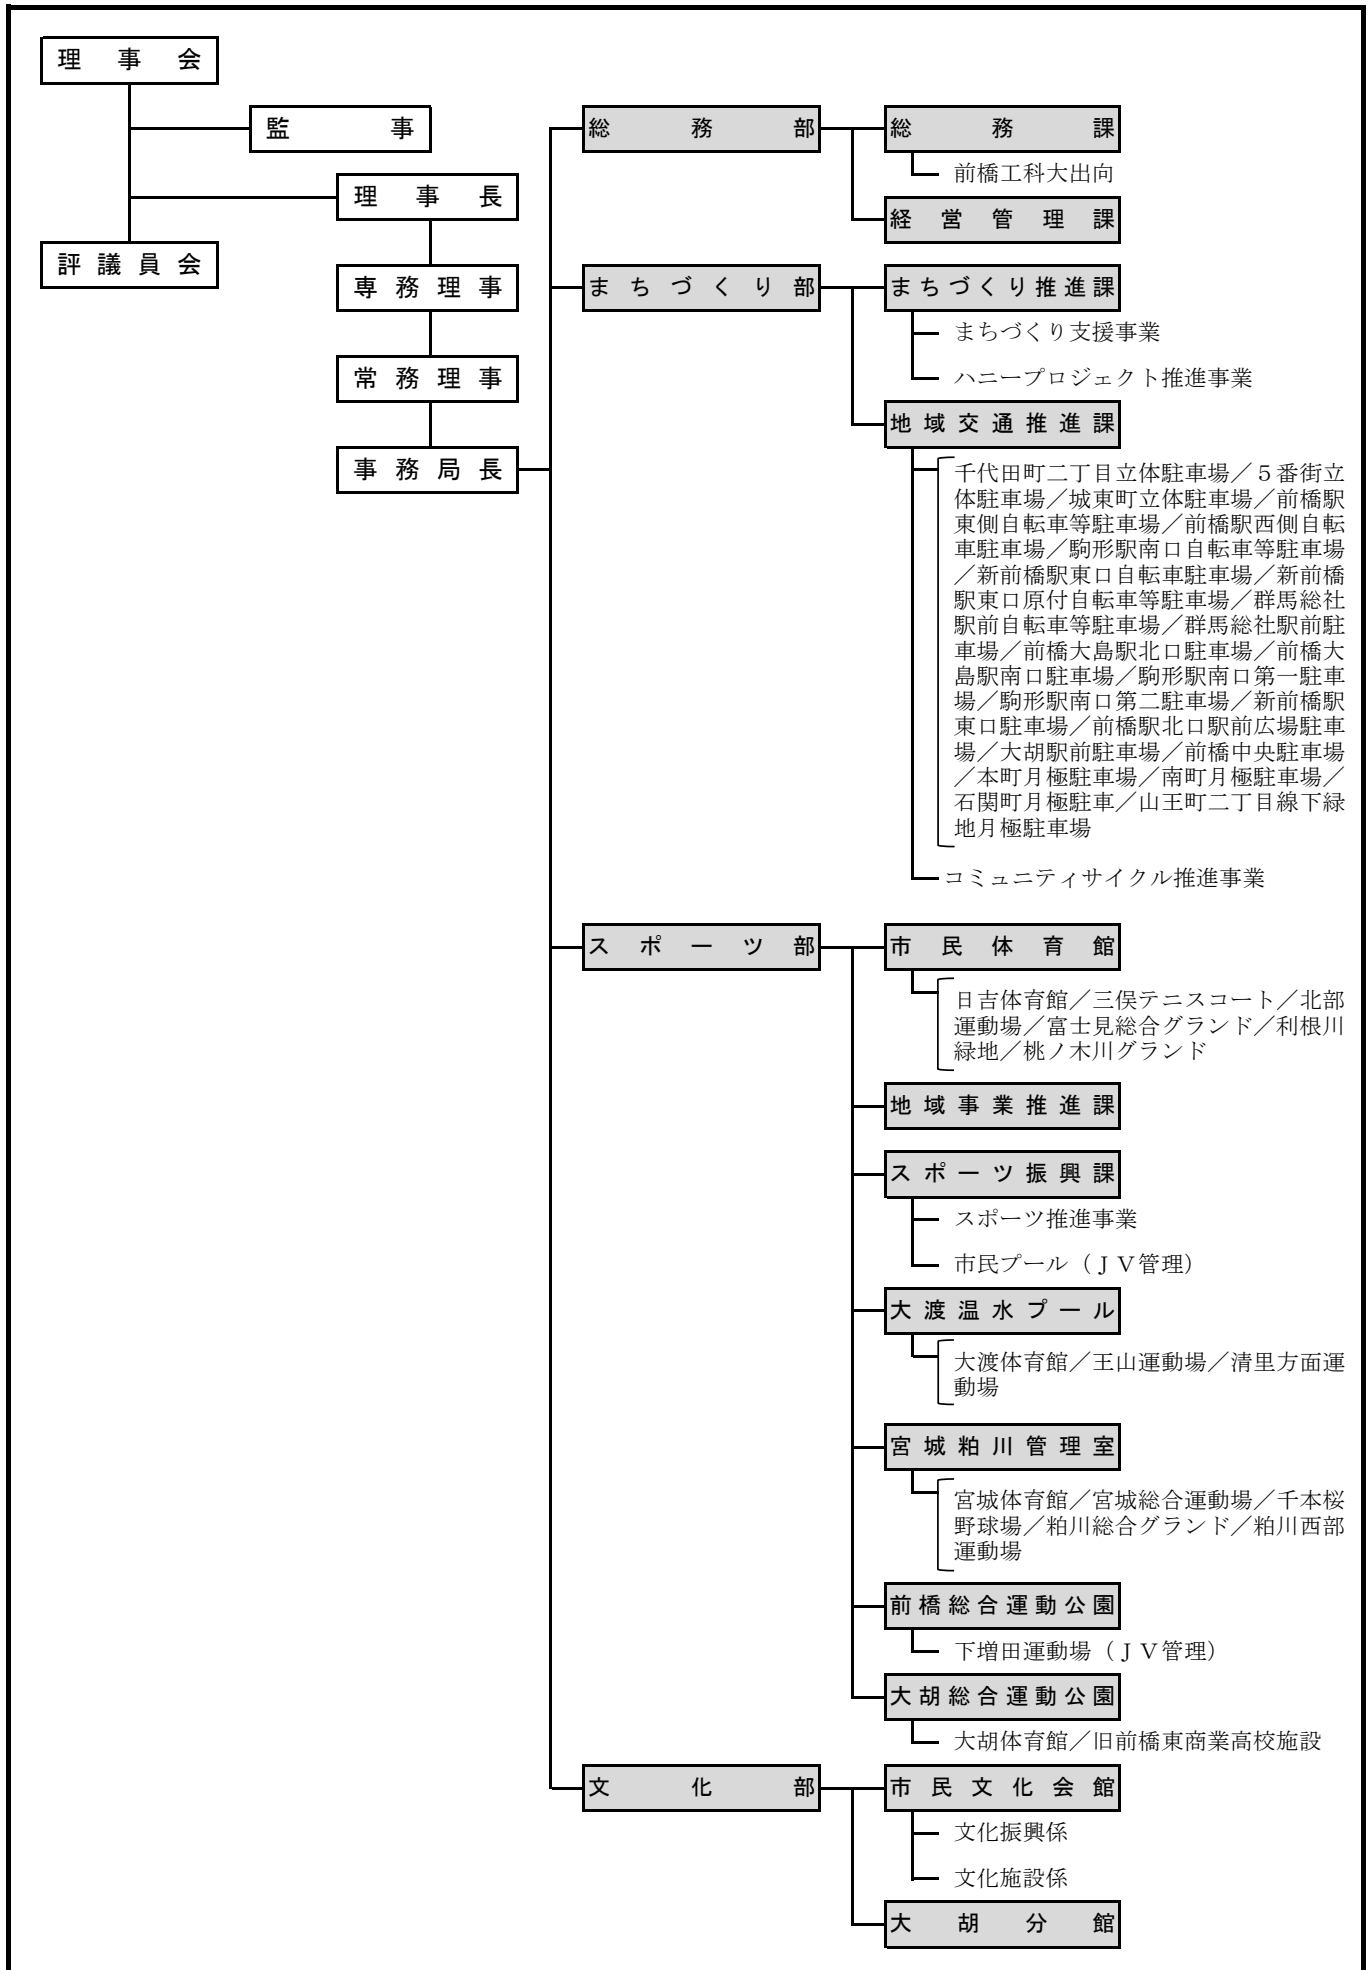 理事会
監事
理事長
評議員会
専務理事
常務理事
事務局長
総務部
総務課
前橋工科大出向
経営管理課
まちづくり部
まちづくり推進課
まちづくり支援事業
ハニープロジェクト推進事業
地域交通推進課
千代田町二丁目立体駐車場／５番街立
体駐車場／城東町立体駐車場／前橋駅
東側自転車等駐車場／前橋駅西側自転
車駐車場／駒形駅南口自転車等駐車場
／新前橋駅東口自転車駐車場／新前橋
駅東口原付自転車等駐車場／群馬総社
駅前自転車等駐車場／群馬総社駅前駐
車場／前橋大島駅北口駐車場／前橋大
島駅南口駐車場／駒形駅南口第一駐車
場／駒形駅南口第二駐車場／新前橋駅
東口駐車場／前橋駅北口駅前広場駐車
場／大胡駅前駐車場／前橋中央駐車場
／本町月極駐車場／南町月極駐車場／
石関町月極駐車／山王町二丁目線下緑
地月極駐車場
コミュニティサイクル推進事業
スポーツ部
市民体育館
日吉体育館／三俣テニスコート／北部
運動場／富士見総合グランド／利根川
緑地／桃ノ木川グランド
地域事業推進課
スポーツ振興課
スポーツ推進事業
市民プール（ＪＶ管理）
大渡温水プール
大渡体育館／王山運動場／清里方面運
動場
宮城粕川管理室
宮城体育館／宮城総合運動場／千本桜
野球場／粕川総合グランド／粕川西部
運動場
前橋総合運動公園
下増田運動場（ＪＶ管理）
大胡総合運動公園
大胡体育館／旧前橋東商業高校施設
文化部
市民文化会館
文化振興係
文化施設係
大胡分館